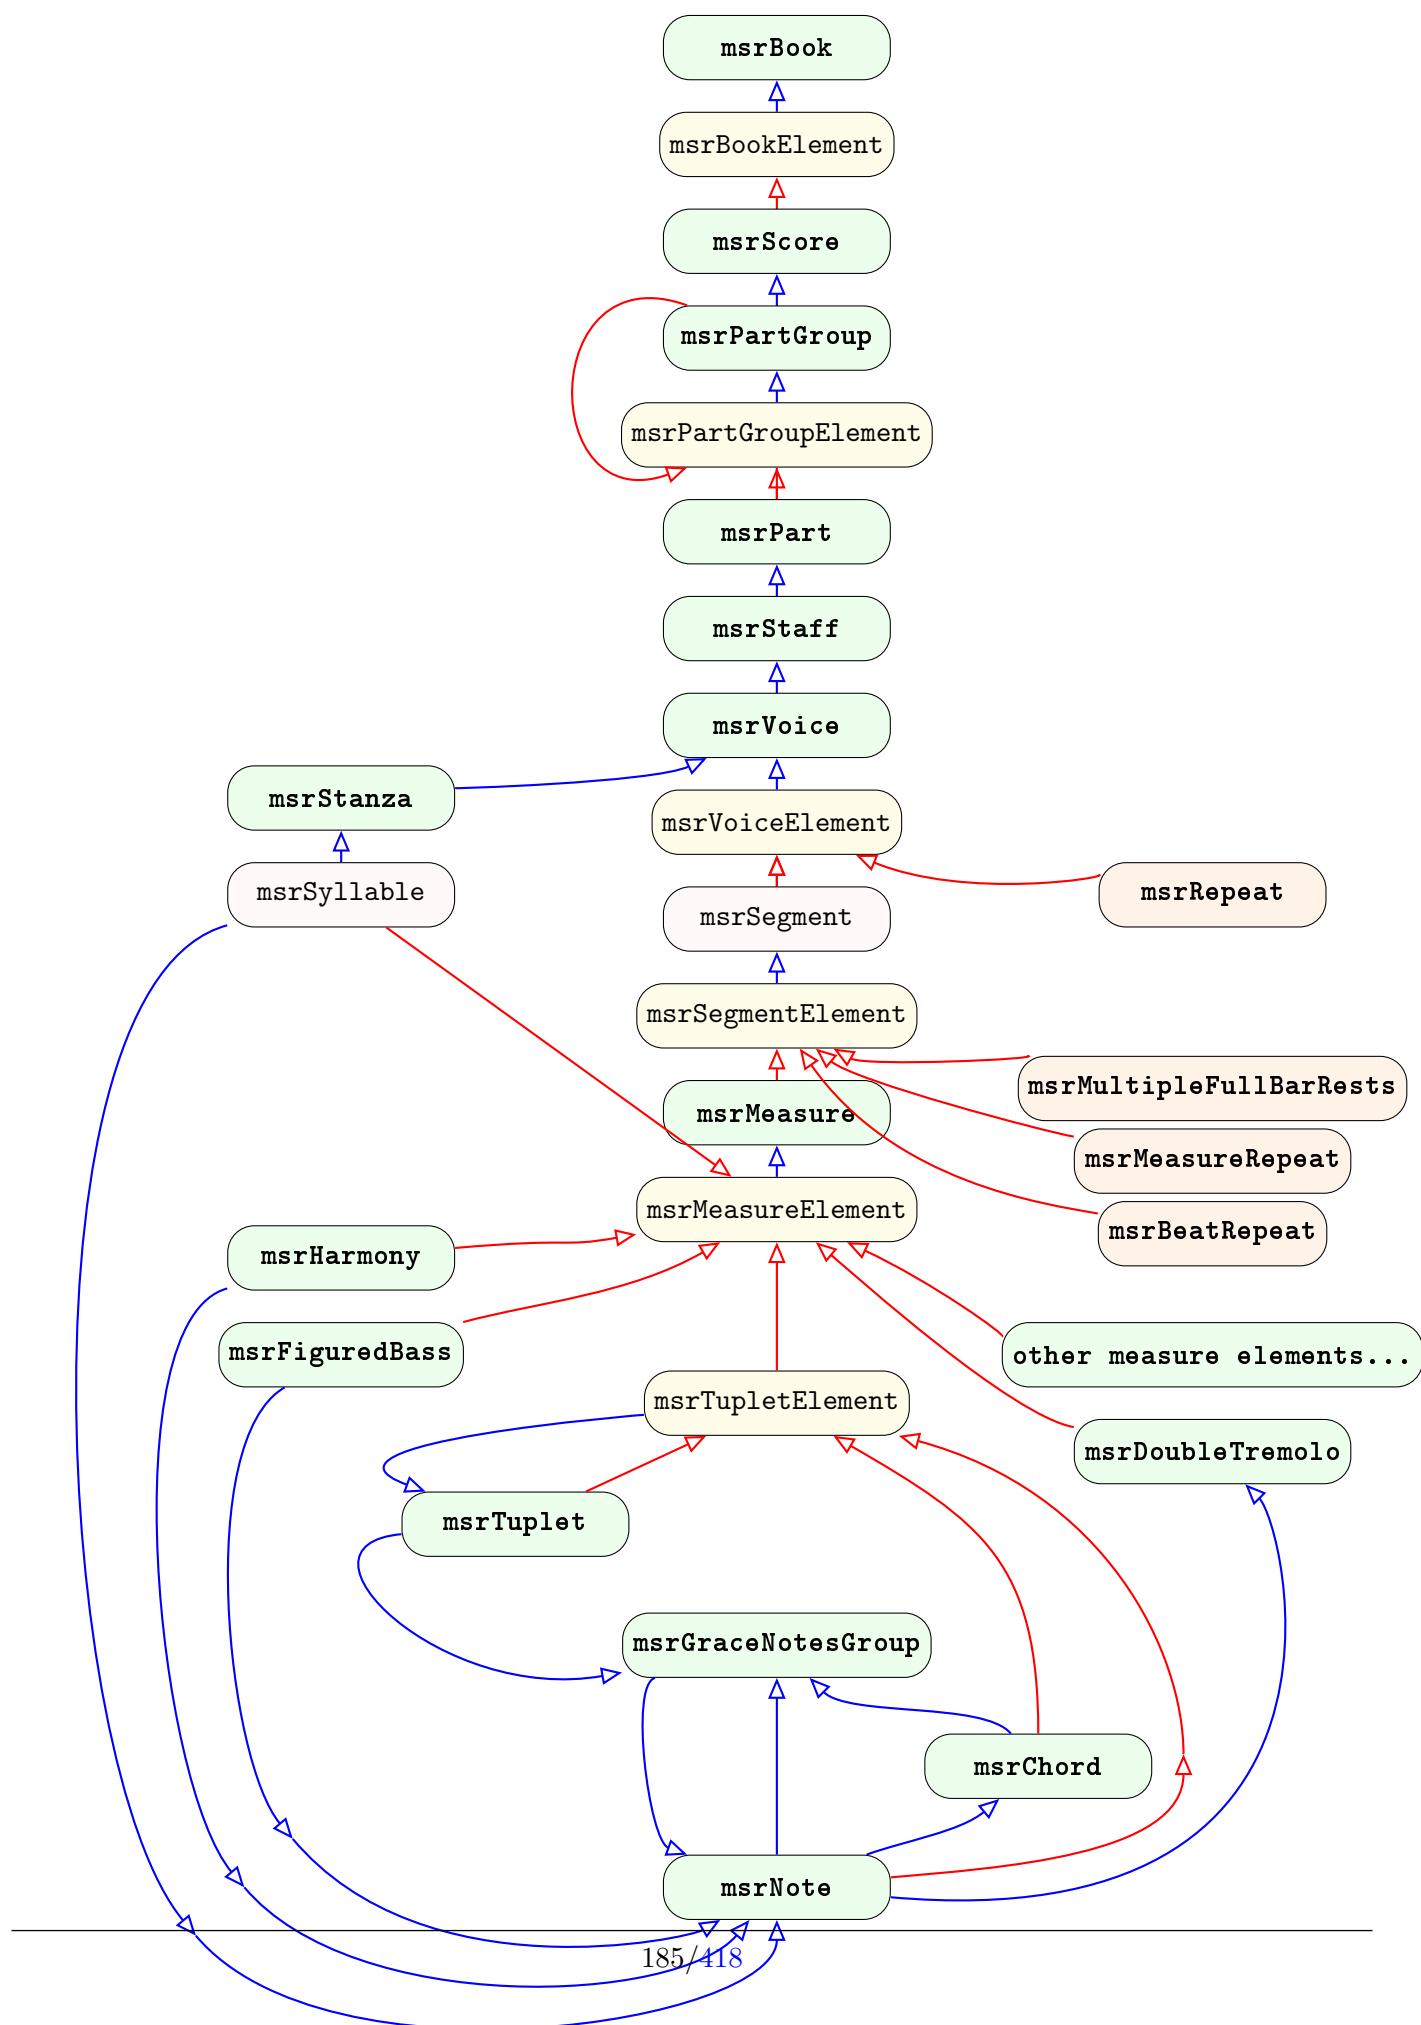 msrBook
msrBookElement
msrScore
msrPartGroup
msrPartGroupElement
msrPart
msrStaff
msrVoice
msrStanza
msrVoiceElement
msrSyllable
msrRepeat
msrSegment
msrSegmentElement
msrMultipleFullBarRests
msrMeasure
msrMeasureRepeat
msrMeasureElement
msrBeatRepeat
msrHarmony
msrFiguredBass
other measure elements...
msrTupletElement
msrDoubleTremolo
msrTuplet
msrGraceNotesGroup
msrChord
msrNote
185/418